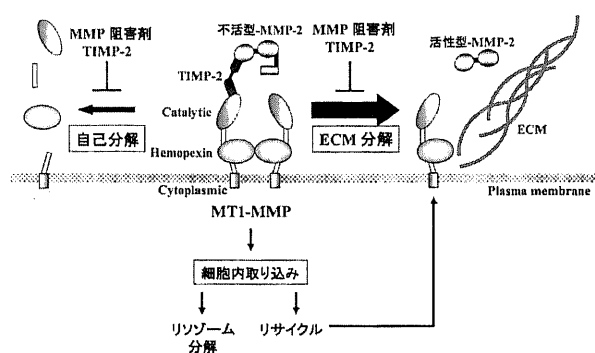 MMP 阻害剤
TIMP-2
不活型-MMP-2
MMP 阻害剤
TIMP-2
活性型-MMP-2
TIMP-2
Catalytic
自己分解
ECM 分解
ECM
Hemopexin
Cytoplasmic
Plasma membrane
MT1-MMP
細胞内取り込み
リソゾーム
分解
リサイクル